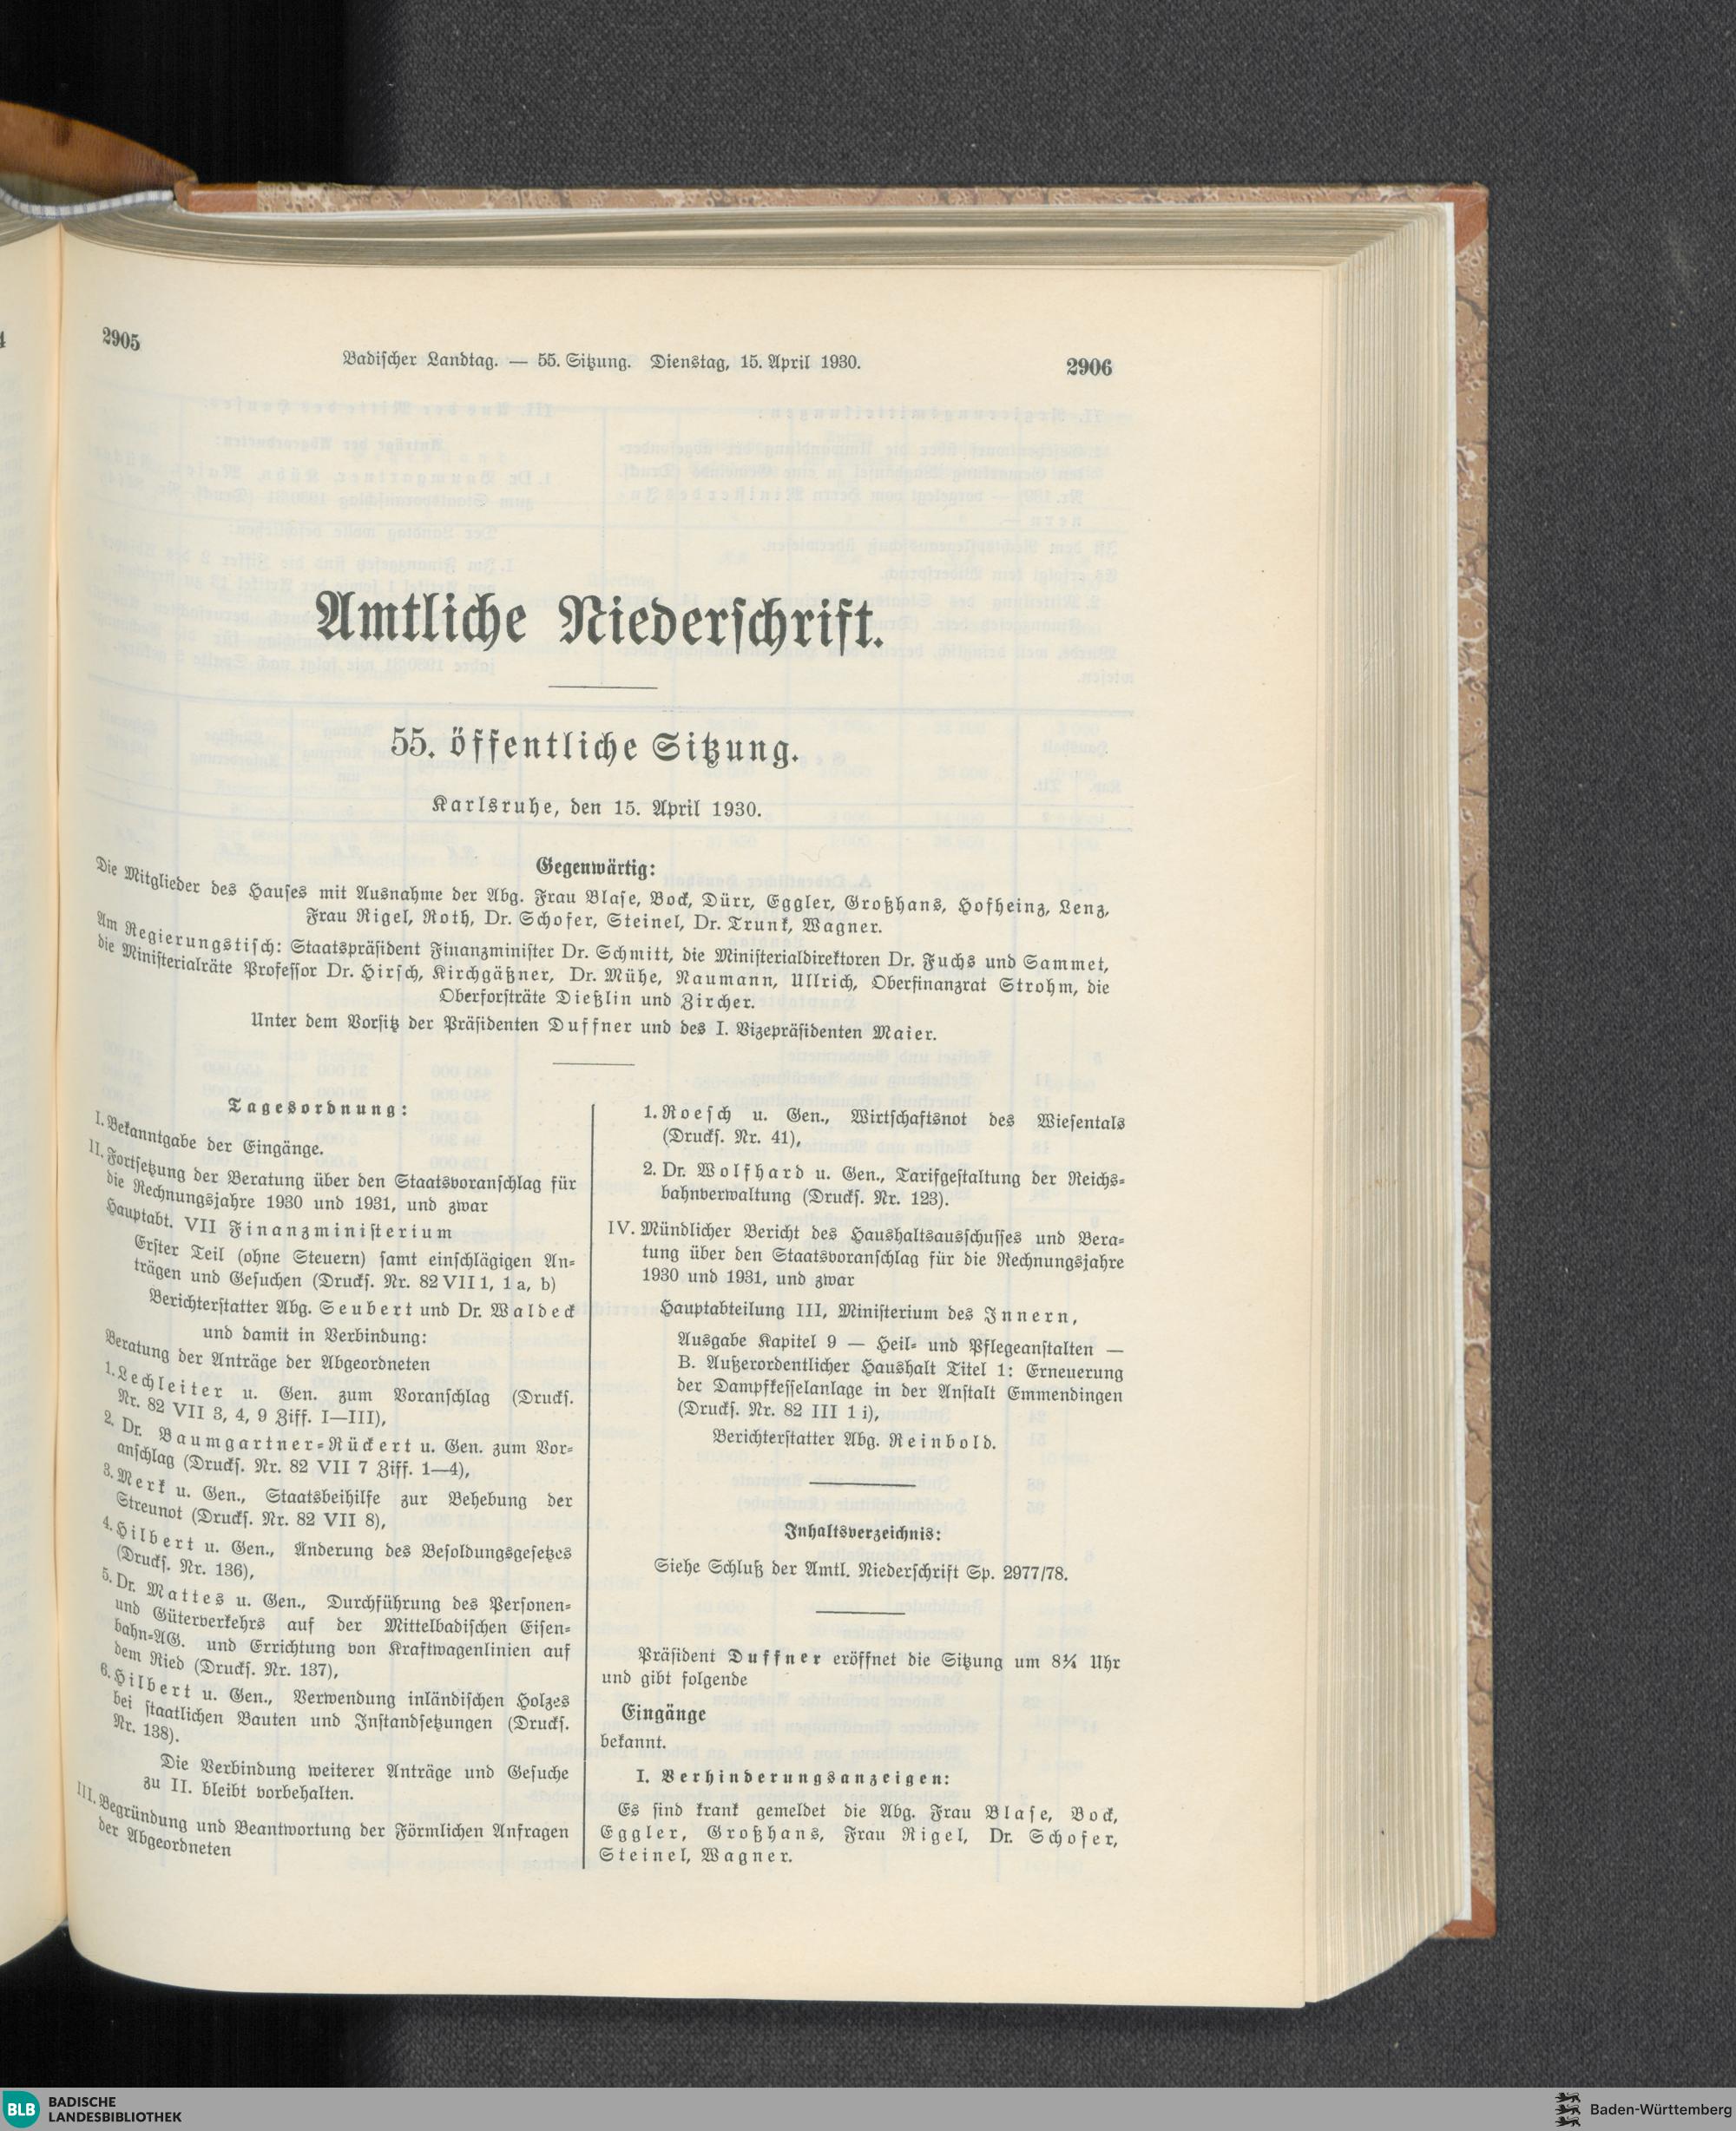 2905
Badischer Landtag. — 55. Sitzung. Dienstag, 15. April 1930.
2906
Amtliche Niederschrift.
55. öffentliche Sitzung.
Karlsruhe, den 15. April 1930.
Gegenwärtig:
Die Mitglieder des Hauses mit Ausnahme der Abg. Frau Blase, Bock, Dürr, Eggler, Großhans, Hofheinz, Lenz,
Frau Rigel, Roth, Dr. Schofer, Steinel, Dr. Trunk, Wagner.
Am Regierungstisch: Staatspräsident Finanzminister Dr. Schmitt, die Ministerialdirektoren Dr. Fuchs und Sammet,
die Ministerialräte Professor Dr. Hirsch, Kirchgäßner, Dr. Mühe, Naumann, Ullrich, Oberfinanzrat Strohm, die
Oberforsträte Dießlin und Zircher.
Unter dem Vorsitz der Präsidenten Duffner und des I. Vizepräsidenten Maier.
Tagesordnung:
I. Bekanntgabe der Eingänge.
II. Fortsetzung der Beratung über den Staatsvoranschlag für
die Rechnungsjahre 1930 und 1931, und zwar
Hauptabt. VII Finanzministerium
Erster Teil (ohne Steuern) samt einschlägigen An-
trägen und Gesuchen (Drucks. Nr. 82 VII 1, 1 a, b)
Berichterstatter Abg. Seubert und Dr. Waldeck
und damit in Verbindung:
Beratung der Anträge der Abgeordneten
1. Lechleiter u. Gen. zum Voranschlag (Drucks.
Nr. 82 VII 3, 4, 9 Ziff. I—III),
2. Dr. Baumgartner-Rückert u. Gen. zum Vor-
anschlag (Drucks. Nr. 82 VII 7 Ziff. 1—4),
3. Merk u. Gen., Staatsbeihilfe zur Behebung der
Streunot (Drucks. Nr. 82 VII 8),
4. Hilbert u. Gen., Änderung des Besoldungsgesetzes
(Drucks. Nr. 136),
5. Dr. Mattes u. Gen., Durchführung des Personen-
und Güterverkehrs auf der Mittelbadischen Eisen-
bahn-AG. und Errichtung von Kraftwagenlinien auf
dem Ried (Drucks. Nr. 137),
6. Hilbert u. Gen., Verwendung inländischen Holzes
bei staatlichen Bauten und Instandsetzungen (Drucks.
Nr. 138).
Die Verbindung weiterer Anträge und Gesuche
zu II. bleibt vorbehalten.
III. Begründung und Beantwortung der Förmlichen Anfragen
der Abgeordneten
1. Roesch u. Gen., Wirtschaftsnot des Wiesentals
(Drucks. Nr. 41),
2. Dr. Wolfhard u. Gen., Tarifgestaltung der Reichs-
bahnverwaltung (Drucks. Nr. 123).
IV. Mündlicher Bericht des Haushaltsausschusses und Bera-
tung über den Staatsvoranschlag für die Rechnungsjahre
1930 und 1931, und zwar
Hauptabteilung III, Ministerium des Innern,
Ausgabe Kapitel 9 — Heil- und Pflegeanstalten —
B. Außerordentlicher Haushalt Titel 1: Erneuerung
der Dampfkesselanlage in der Anstalt Emmendingen
(Drucks. Nr. 82 III 1 i),
Berichterstatter Abg. Reinbold.
Inhaltsverzeichnis:
Siehe Schluß der Amtl. Niederschrift Sp. 2977/78.
Präsident Duffner eröffnet die Sitzung um 8¾ Uhr
und gibt folgende
Eingänge
bekannt.
I. Verhinderungsanzeigen:
Es sind krank gemeldet die Abg. Frau Blase, Bock,
Eggler, Großhans, Frau Rigel, Dr. Schofer,
Steinel, Wagner.
BLB BADISCHE
LANDESBIBLIOTHEK
Baden-Württemberg